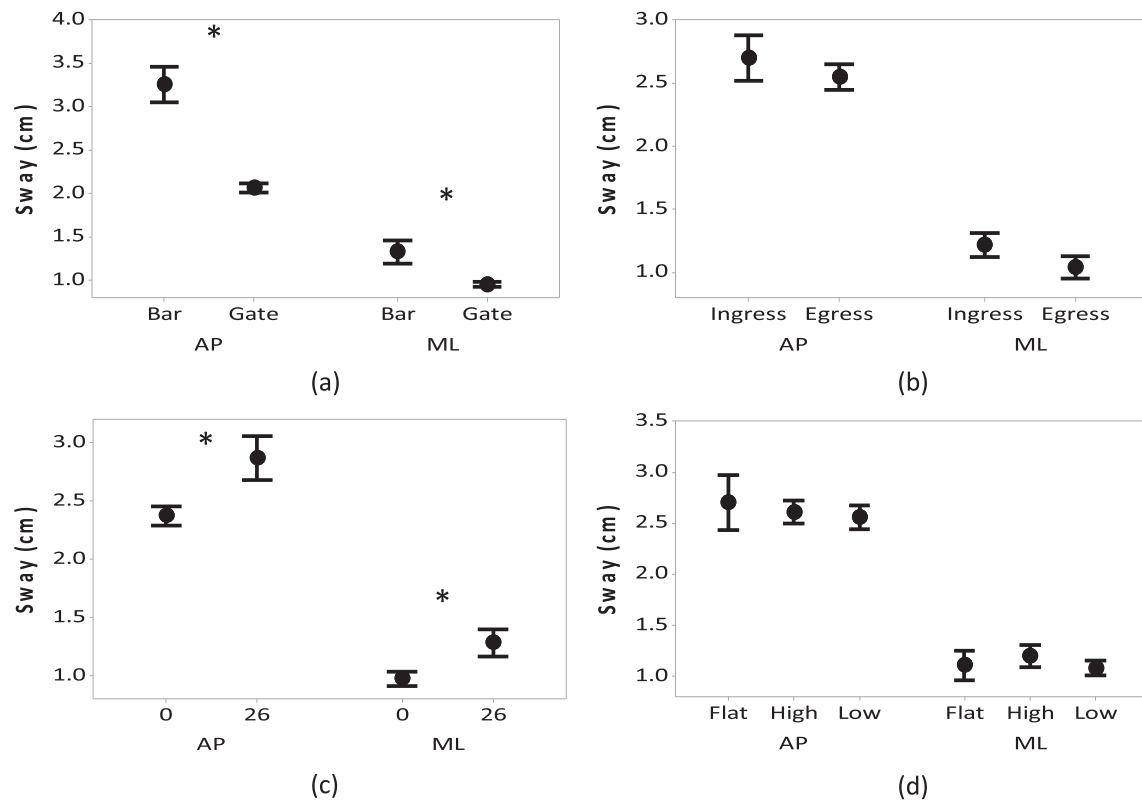 4.0
3.5
3.0
2.5
2.0
1.5
1.0
Sway (cm)
*
*
Bar Gate Bar Gate
AP ML
(a)
3.0
2.5
2.0
1.5
1.0
Sway (cm)
Ingress Egress Ingress Egress
AP ML
(b)
3.0
2.5
2.0
1.5
1.0
Sway (cm)
*
*
0 26 0 26
AP ML
(c)
3.5
3.0
2.5
2.0
1.5
1.0
Sway (cm)
Flat High Low Flat High Low
AP ML
(d)